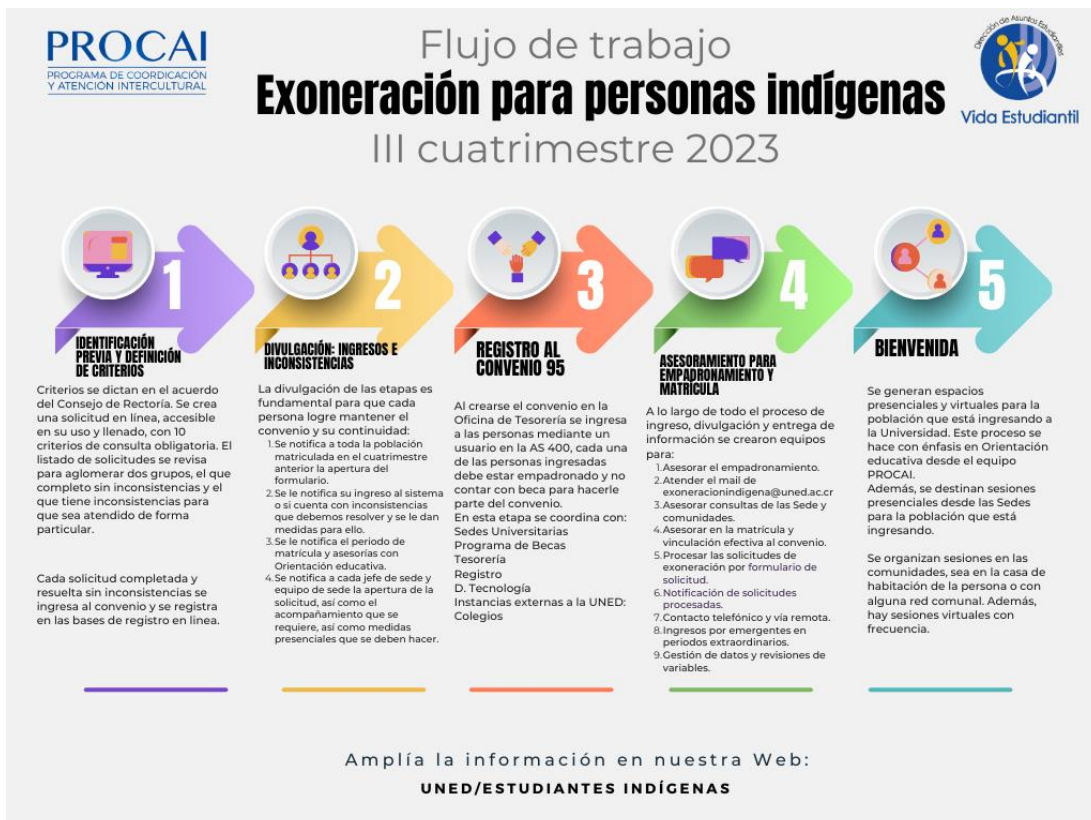 PROCAI
PROGRAMA DE COORDICACIÓN
Y ATENCIÓN INTERCULTURAL
Flujo de trabajo
Exoneración para personas indígenas
III cuatrimestre 2023
Dirección de Asuntos Estudiantiles
Vida Estudiantil
1
IDENTIFICACIÓN
PREVIA Y DEFINICIÓN
DE CRITERIOS
Criterios se dictan en el acuerdo
del Consejo de Rectoría. Se crea
una solicitud en línea, accesible
en su uso y llenado, con 10
criterios de consulta obligatoria. El
listado de solicitudes se revisa
para aglomerar dos grupos, el que
completo sin inconsistencias y el
que tiene inconsistencias para
que sea atendido de forma
particular.
Cada solicitud completada y
resuelta sin inconsistencias se
ingresa al convenio y se registra
en las bases de registro en linea.
2
DIVULGACIÓN: INGRESOS E
INCONSISTENCIAS
La divulgación de las etapas es
fundamental para que cada
persona logre mantener el
convenio y su continuidad:
1. Se notifica a toda la población
matriculada en el cuatrimestre
anterior la apertura del
formulario.
2. Se le notifica su ingreso al sistema
o si cuenta con inconsistencias
que debemos resolver y se le dan
medidas para ello.
3. Se le notifica el periodo de
matrícula y asesorías con
Orientación educativa.
4. Se notifica a cada jefe de sede y
equipo de sede la apertura de la
solicitud, así como el
acompañamiento que se
requiere, así como medidas
presenciales que se deben hacer.
3
REGISTRO AL
CONVENIO 95
Al crearse el convenio en la
Oficina de Tesorería se ingresa
a las personas mediante un
usuario en la AS 400, cada una
de las personas ingresadas
debe estar empadronado y no
contar con beca para hacerle
parte del convenio.
En esta etapa se coordina con:
Sedes Universitarias
Programa de Becas
Tesorería
Registro
D. Tecnología
Instancias externas a la UNED:
Colegios
4
ASESORAMIENTO PARA
EMPADRONAMIENTO Y
MATRÍCULA
A lo largo de todo el proceso de
ingreso, divulgación y entrega de
información se crearon equipos
para:
1. Asesorar el empadronamiento.
2. Atender el mail de
exoneracionindigena@uned.ac.cr
3. Asesorar consultas de las Sede y
comunidades.
4. Asesorar en la matrícula y
vinculación efectiva al convenio.
5. Procesar las solicitudes de
exoneración por formulario de
solicitud.
6. Notificación de solicitudes
procesadas.
7. Contacto telefónico y vía remota.
8. Ingresos por emergentes en
periodos extraordinarios.
9. Gestión de datos y revisiones de
variables.
5
BIENVENIDA
Se generan espacios
presenciales y virtuales para la
población que está ingresando a
la Universidad. Este proceso se
hace con énfasis en Orientación
educativa desde el equipo
PROCAI.
Además, se destinan sesiones
presenciales desde las Sedes
para la población que está
ingresando.
Se organizan sesiones en las
comunidades, sea en la casa de
habitación de la persona o con
alguna red comunal. Además,
hay sesiones virtuales con
frecuencia.
Amplía la información en nuestra Web:
UNED/ESTUDIANTES INDÍGENAS